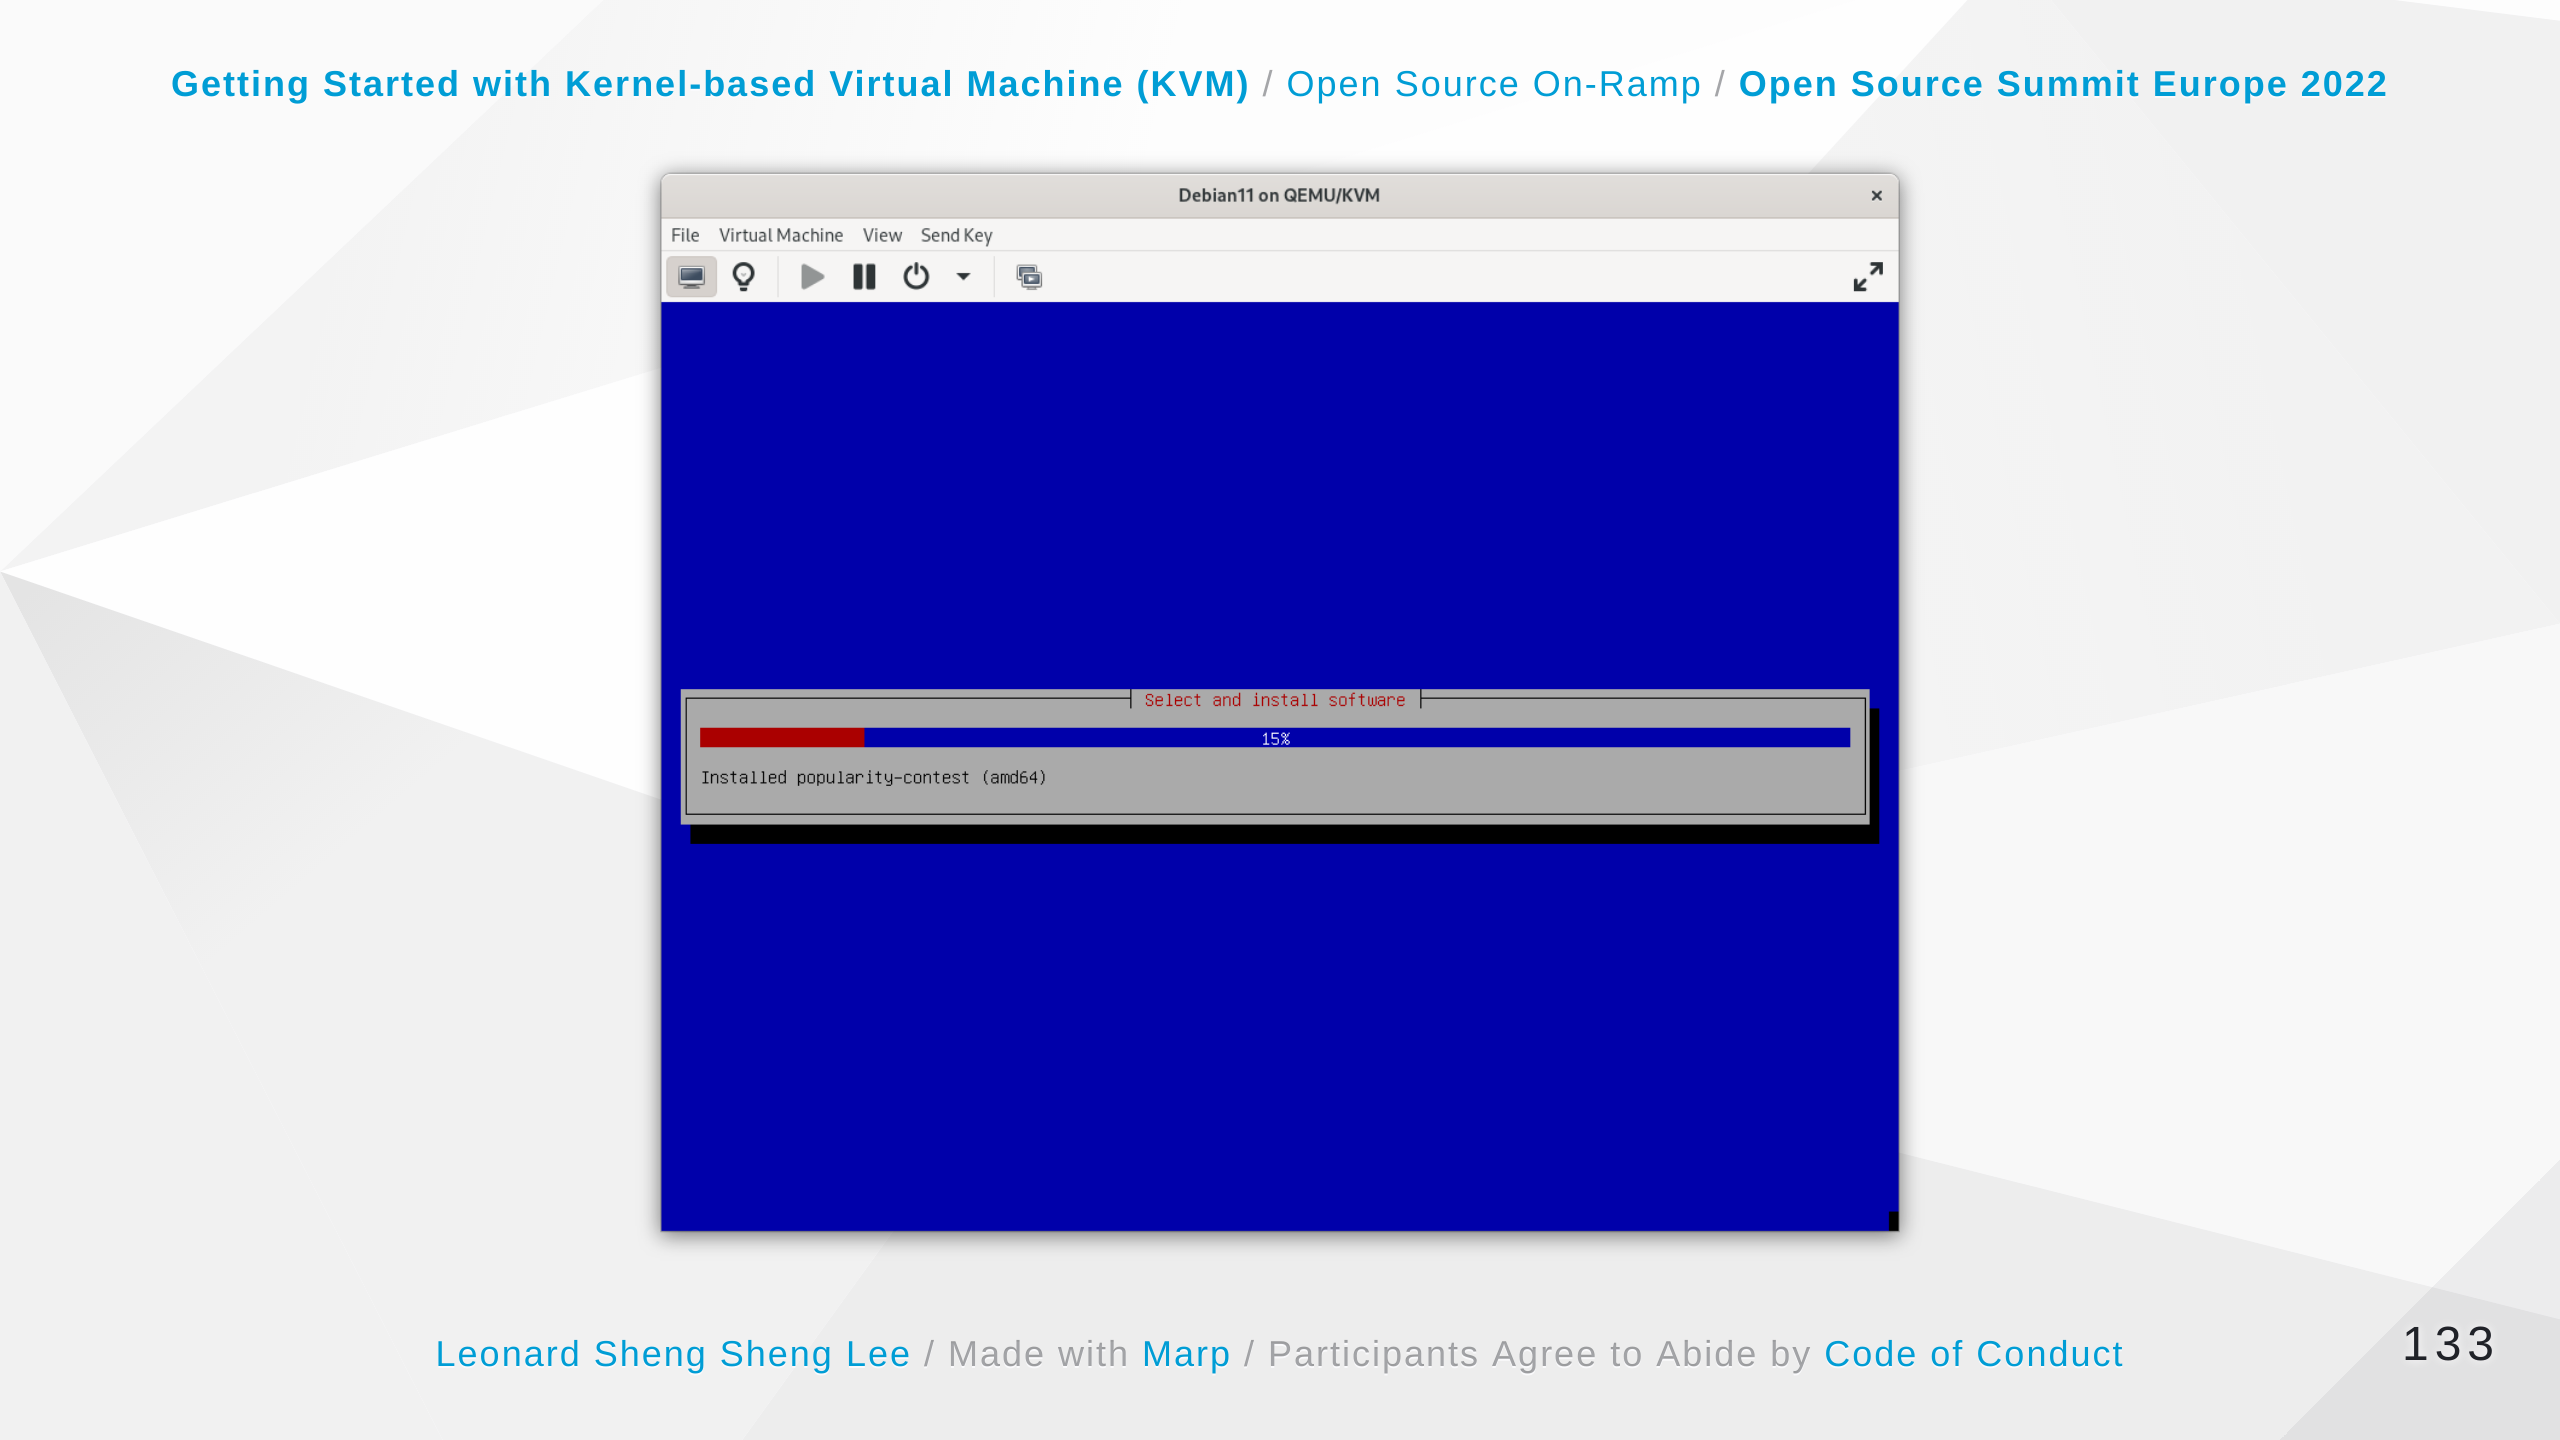 Getting Started with Kernel-based Virtual Machine (KVM) / Open Source On-Ramp / Open Source Summit Europe 2022
Debian11 on QEMU/KVM
File Virtual Machine View Send Key
Select and install software
15%
Installed popularity-contest (amd64)
Leonard Sheng Sheng Lee / Made with Marp / Participants Agree to Abide by Code of Conduct
133